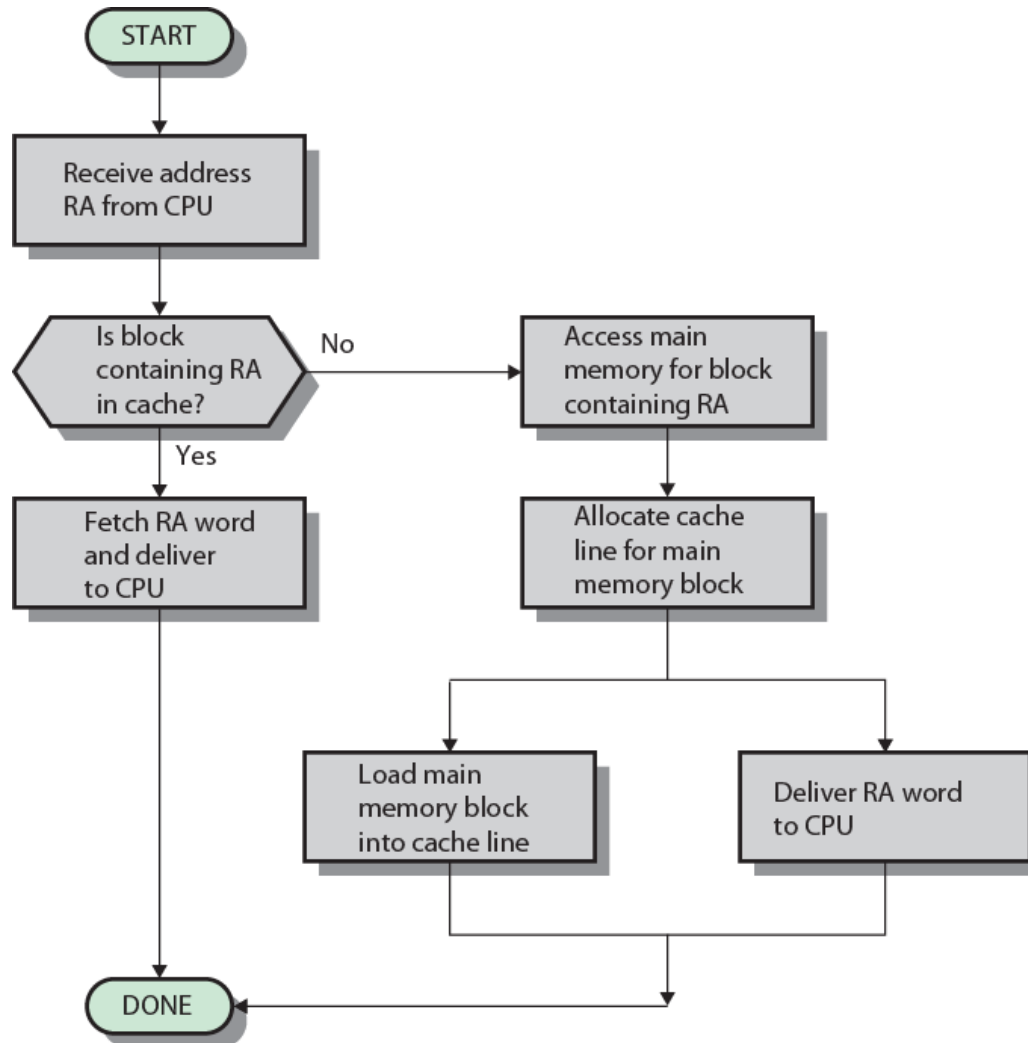 START
Receive address
RA from CPU
Is block
containing RA
in cache?
No
Access main
memory for block
containing RA
Yes
Fetch RA word
and deliver
to CPU
Allocate cache
line for main
memory block
Load main
memory block
into cache line
Deliver RA word
to CPU
DONE